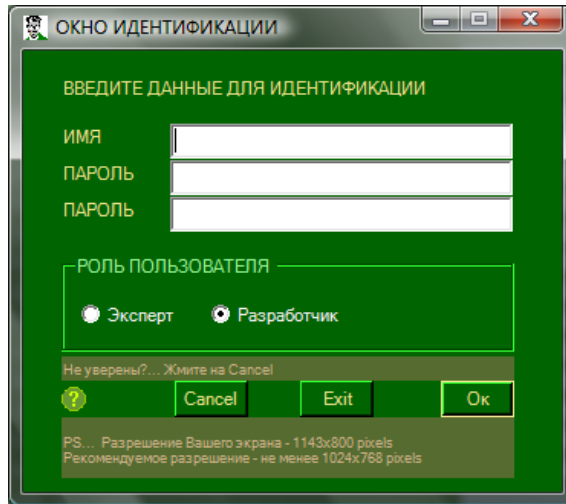 ОКНО ИДЕНТИФИКАЦИИ
ВВЕДИТЕ ДАННЫЕ ДЛЯ ИДЕНТИФИКАЦИИ
ИМЯ
ПАРОЛЬ
ПАРОЛЬ
РОЛЬ ПОЛЬЗОВАТЕЛЯ
Эксперт Разработчик
Не уверены?... Жмите на Cancel
? Cancel Exit Ок
PS... Разрешение Вашего экрана - 1143x800 pixels
Рекомендуемое разрешение - не менее 1024x768 pixels